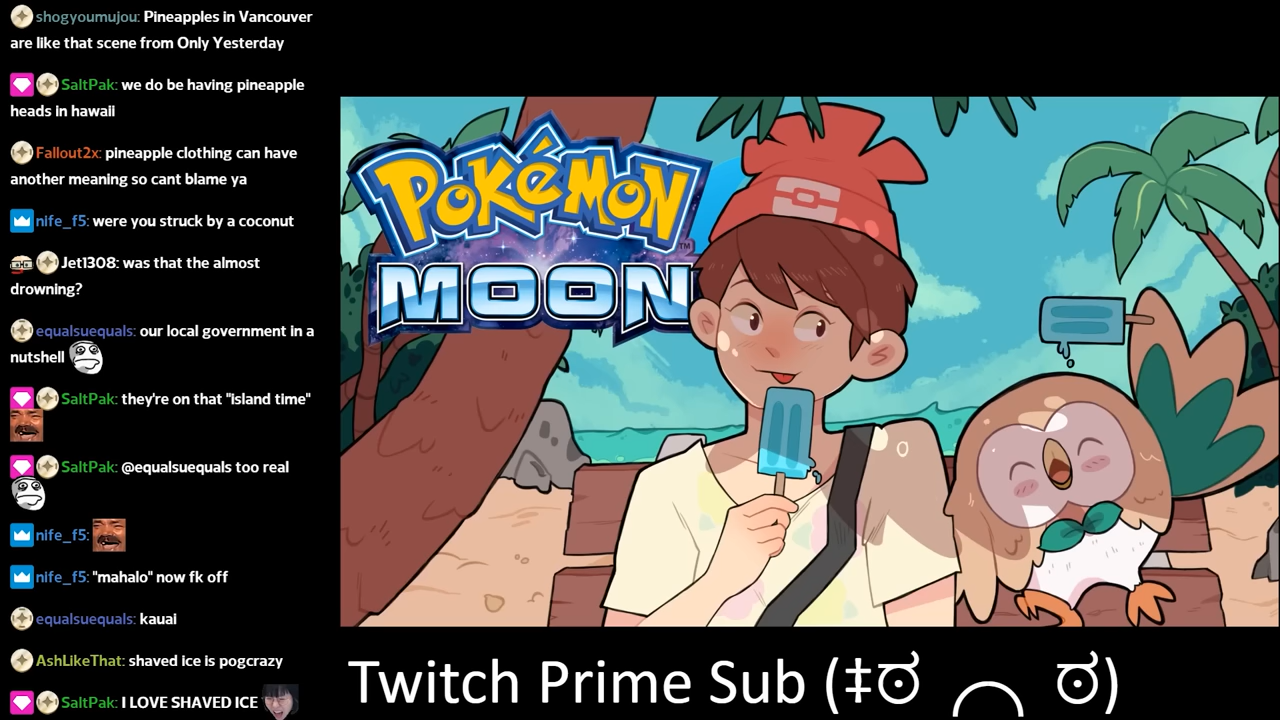 shogyoumujou: Pineapples in Vancouver
are like that scene from Only Yesterday
SaltPak: we do be having pineapple
heads in hawaii
Fallout2x: pineapple clothing can have
another meaning so cant blame ya
nife_f5: were you struck by a coconut
Jet1308: was that the almost
drowning?
equalsuequals: our local government in a
nutshell
SaltPak: they're on that "island time"
SaltPak: @equalsuequals too real
nife_f5:
nife_f5: "mahalo" now fk off
equalsuequals: kauai
AshLikeThat: shaved ice is pogcrazy
SaltPak: I LOVE SHAVED ICE
POKéMON
TM
MOON
Twitch Prime Sub (‡ಠ ╭╮ ಠ)